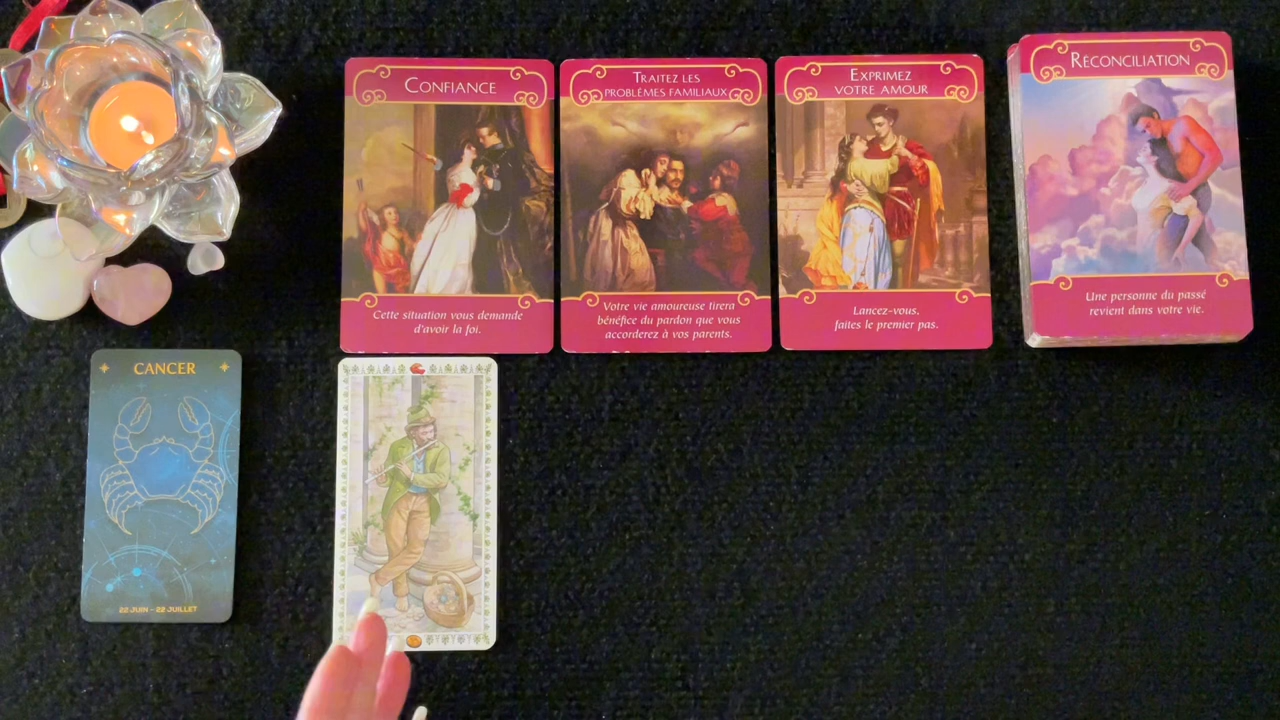 CONFIANCE
Cette situation vous demande
d'avoir la foi.
TRAITEZ LES
PROBLÈMES FAMILIAUX
Votre vie amoureuse tirera
bénéfice du pardon que vous
accorderez à vos parents.
EXPRIMEZ
VOTRE AMOUR
Lancez-vous,
faites le premier pas.
RÉCONCILIATION
Une personne du passé
revient dans votre vie.
CANCER
22 JUIN - 22 JUILLET